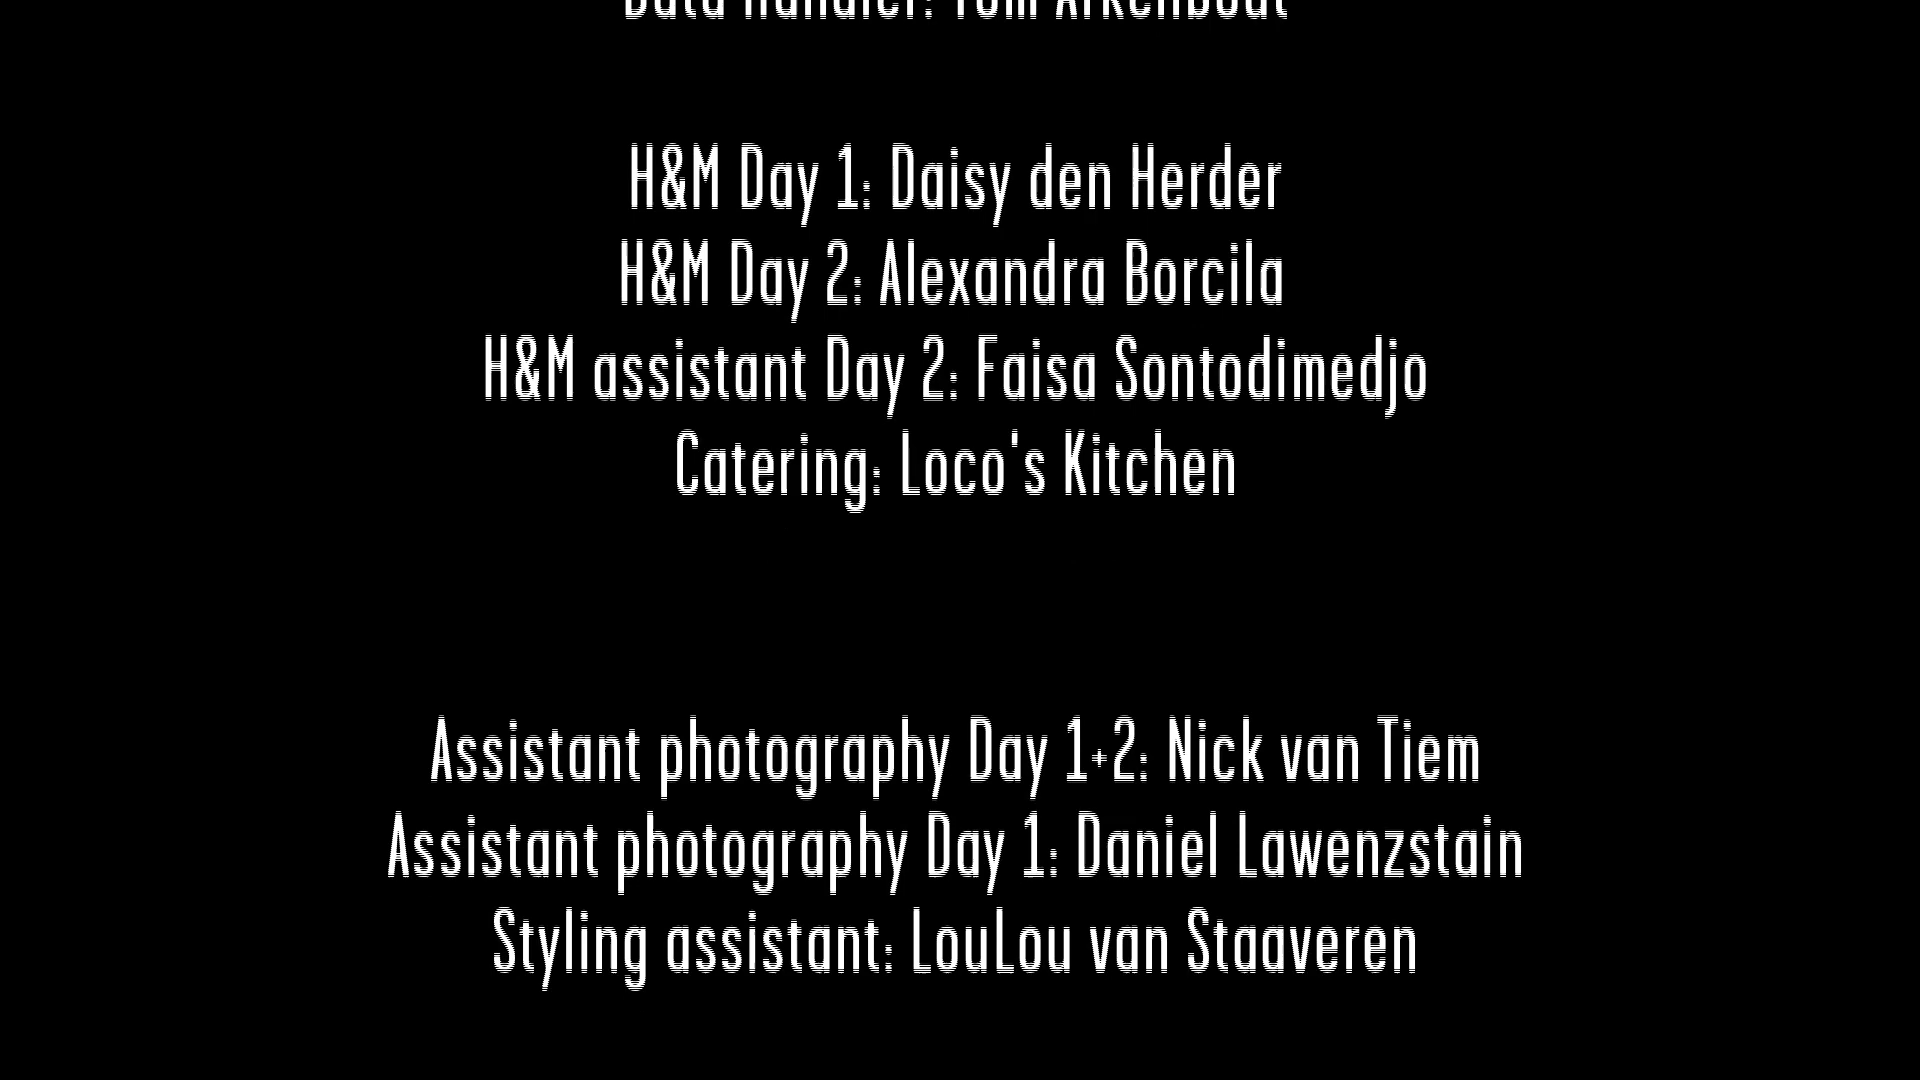 Data Handler: Tom Arkenbout
H&M Day 1: Daisy den Herder
H&M Day 2: Alexandra Borcila
H&M assistant Day 2: Faisa Sontodimedjo
Catering: Loco's Kitchen
Assistant photography Day 1+2: Nick van Tiem
Assistant photography Day 1: Daniel Lawenzstain
Styling assistant: LouLou van Staaveren